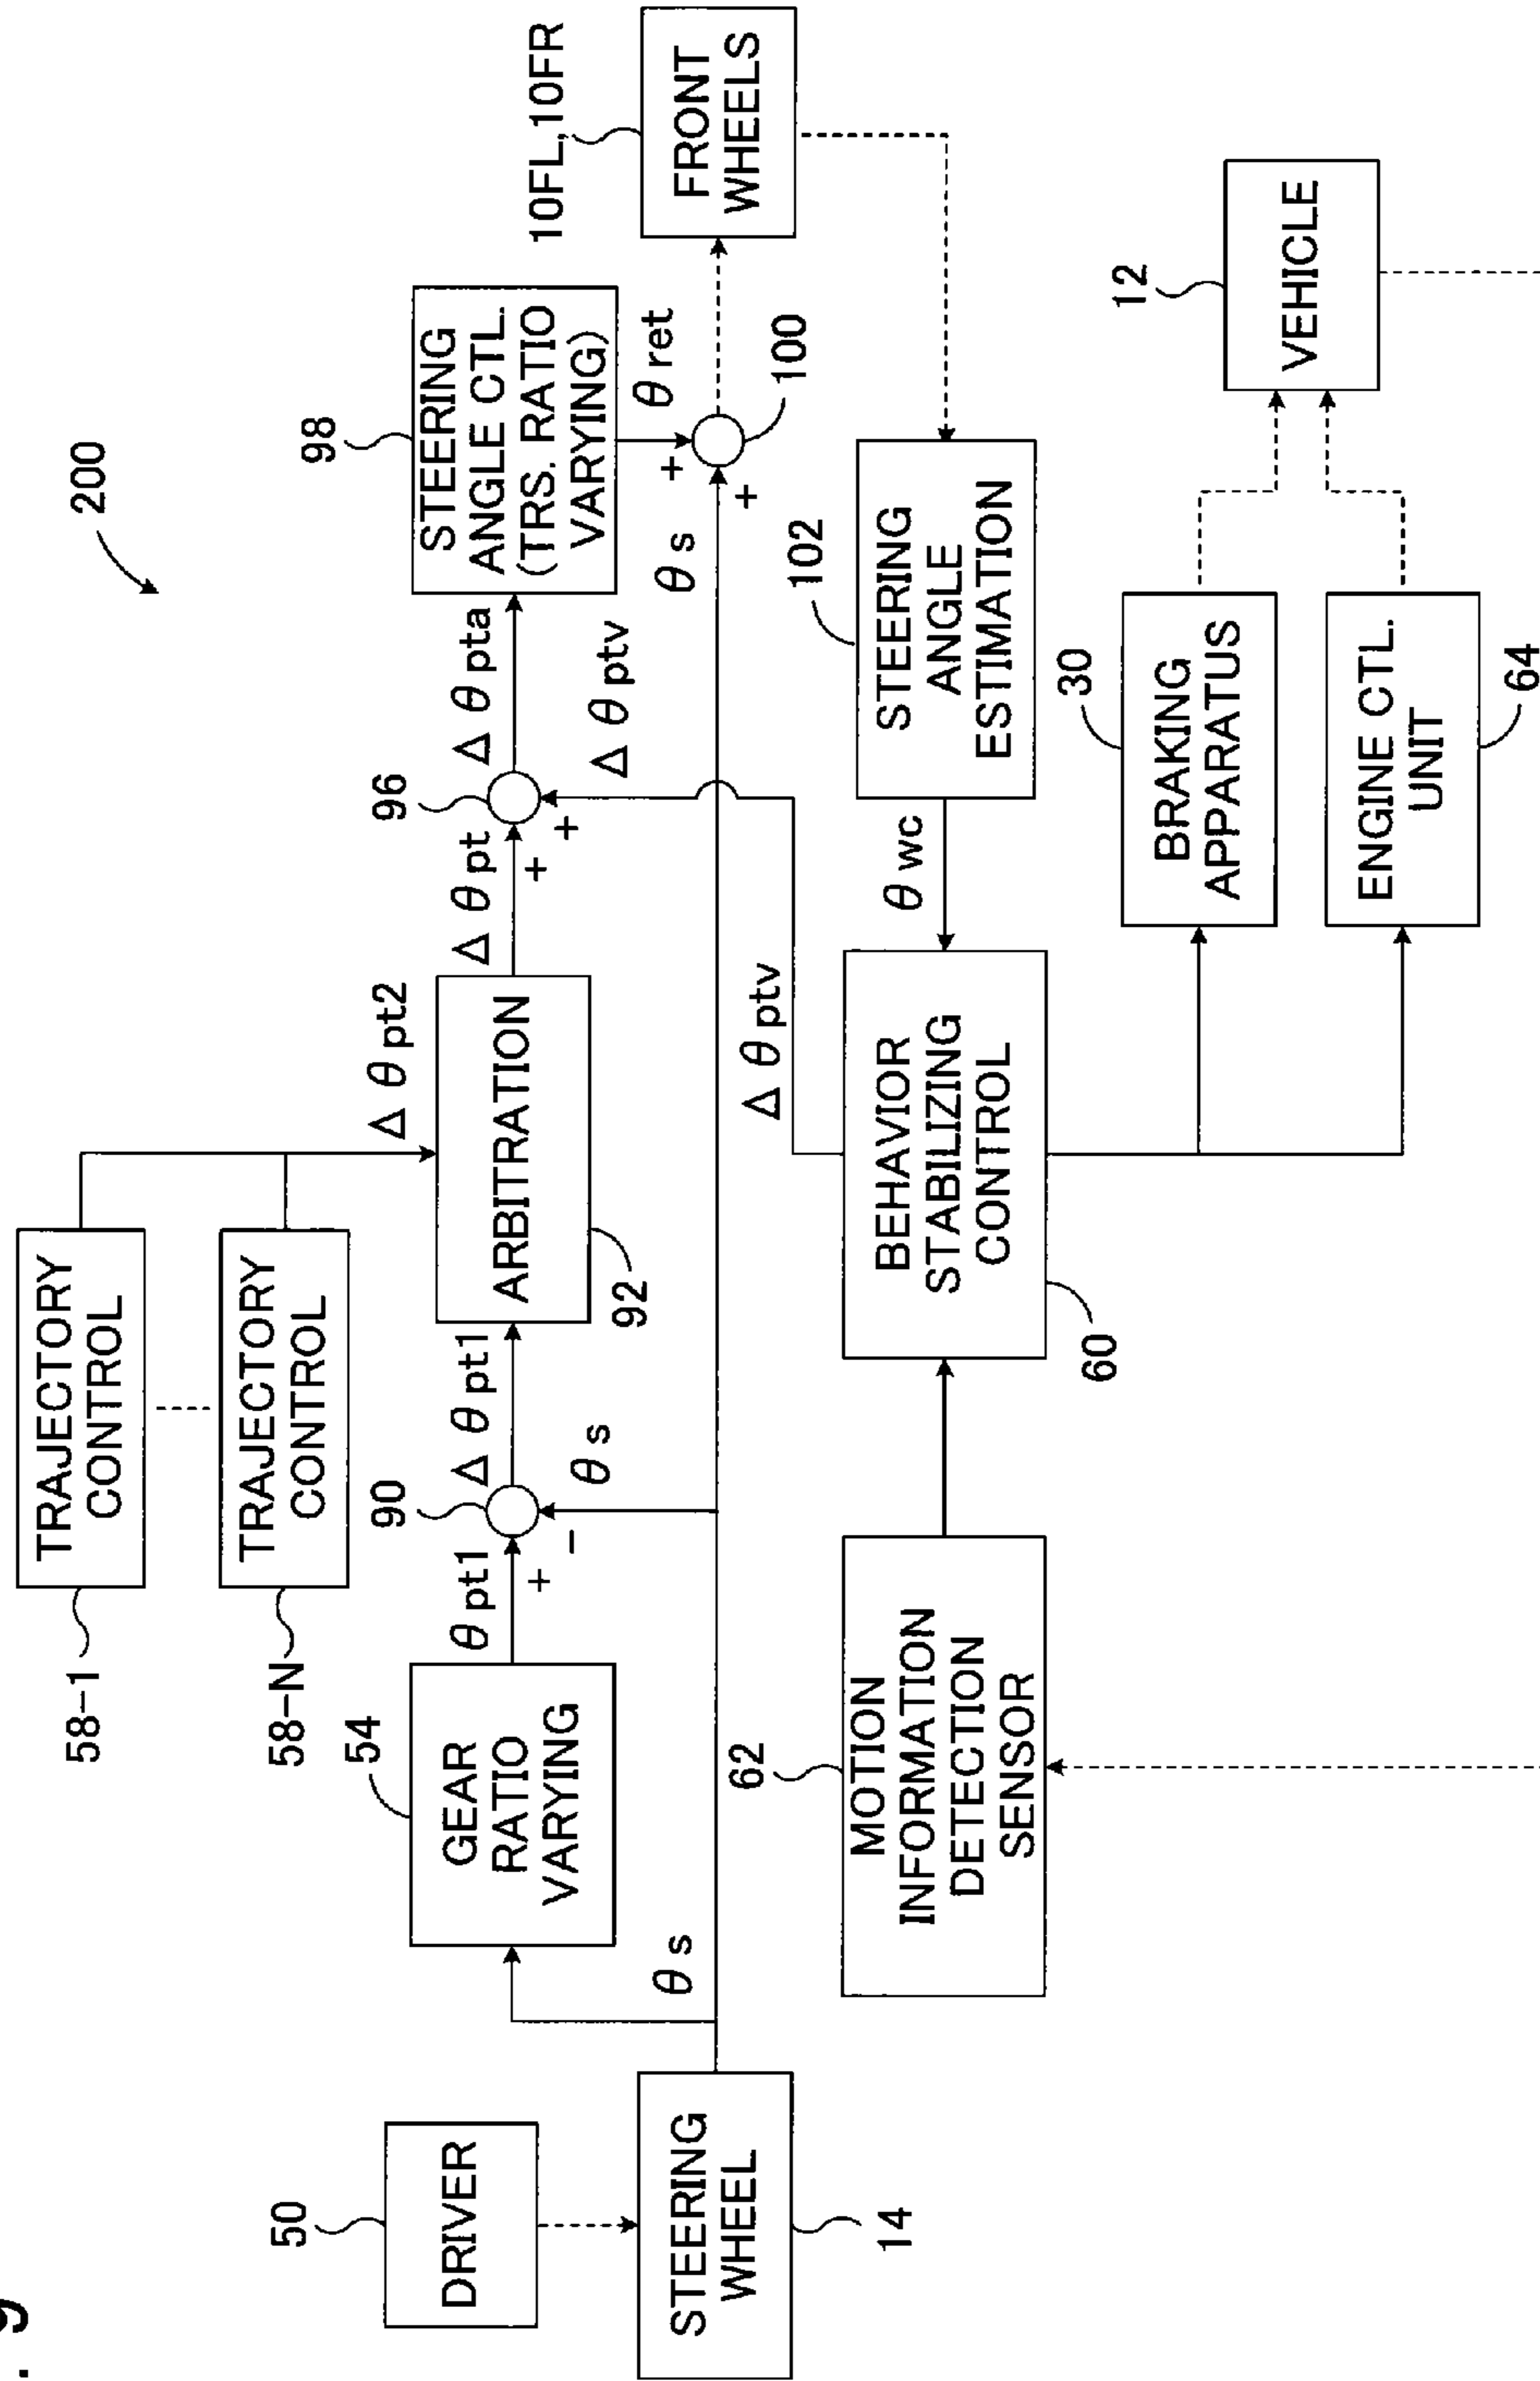 200
58-1
TRAJECTORY
CONTROL
58-N
TRAJECTORY
CONTROL
50
DRIVER
STEERING
WHEEL
14
θs
54
GEAR
RATIO
VARYING
θpt1
+
−
90
θs
Δθpt1
ARBITRATION
92
Δθpt2
Δθpt
+
+
96
Δθpta
Δθptv
98
STEERING
ANGLE CTL.
(TRS. RATIO
VARYING)
θret
θs
+
+
100
10FL,10FR
FRONT
WHEELS
62
MOTION
INFORMATION
DETECTION
SENSOR
BEHAVIOR
STABILIZING
CONTROL
60
Δθptv
θwc
102
STEERING
ANGLE
ESTIMATION
30
BRAKING
APPARATUS
ENGINE CTL.
UNIT
64
12
VEHICLE